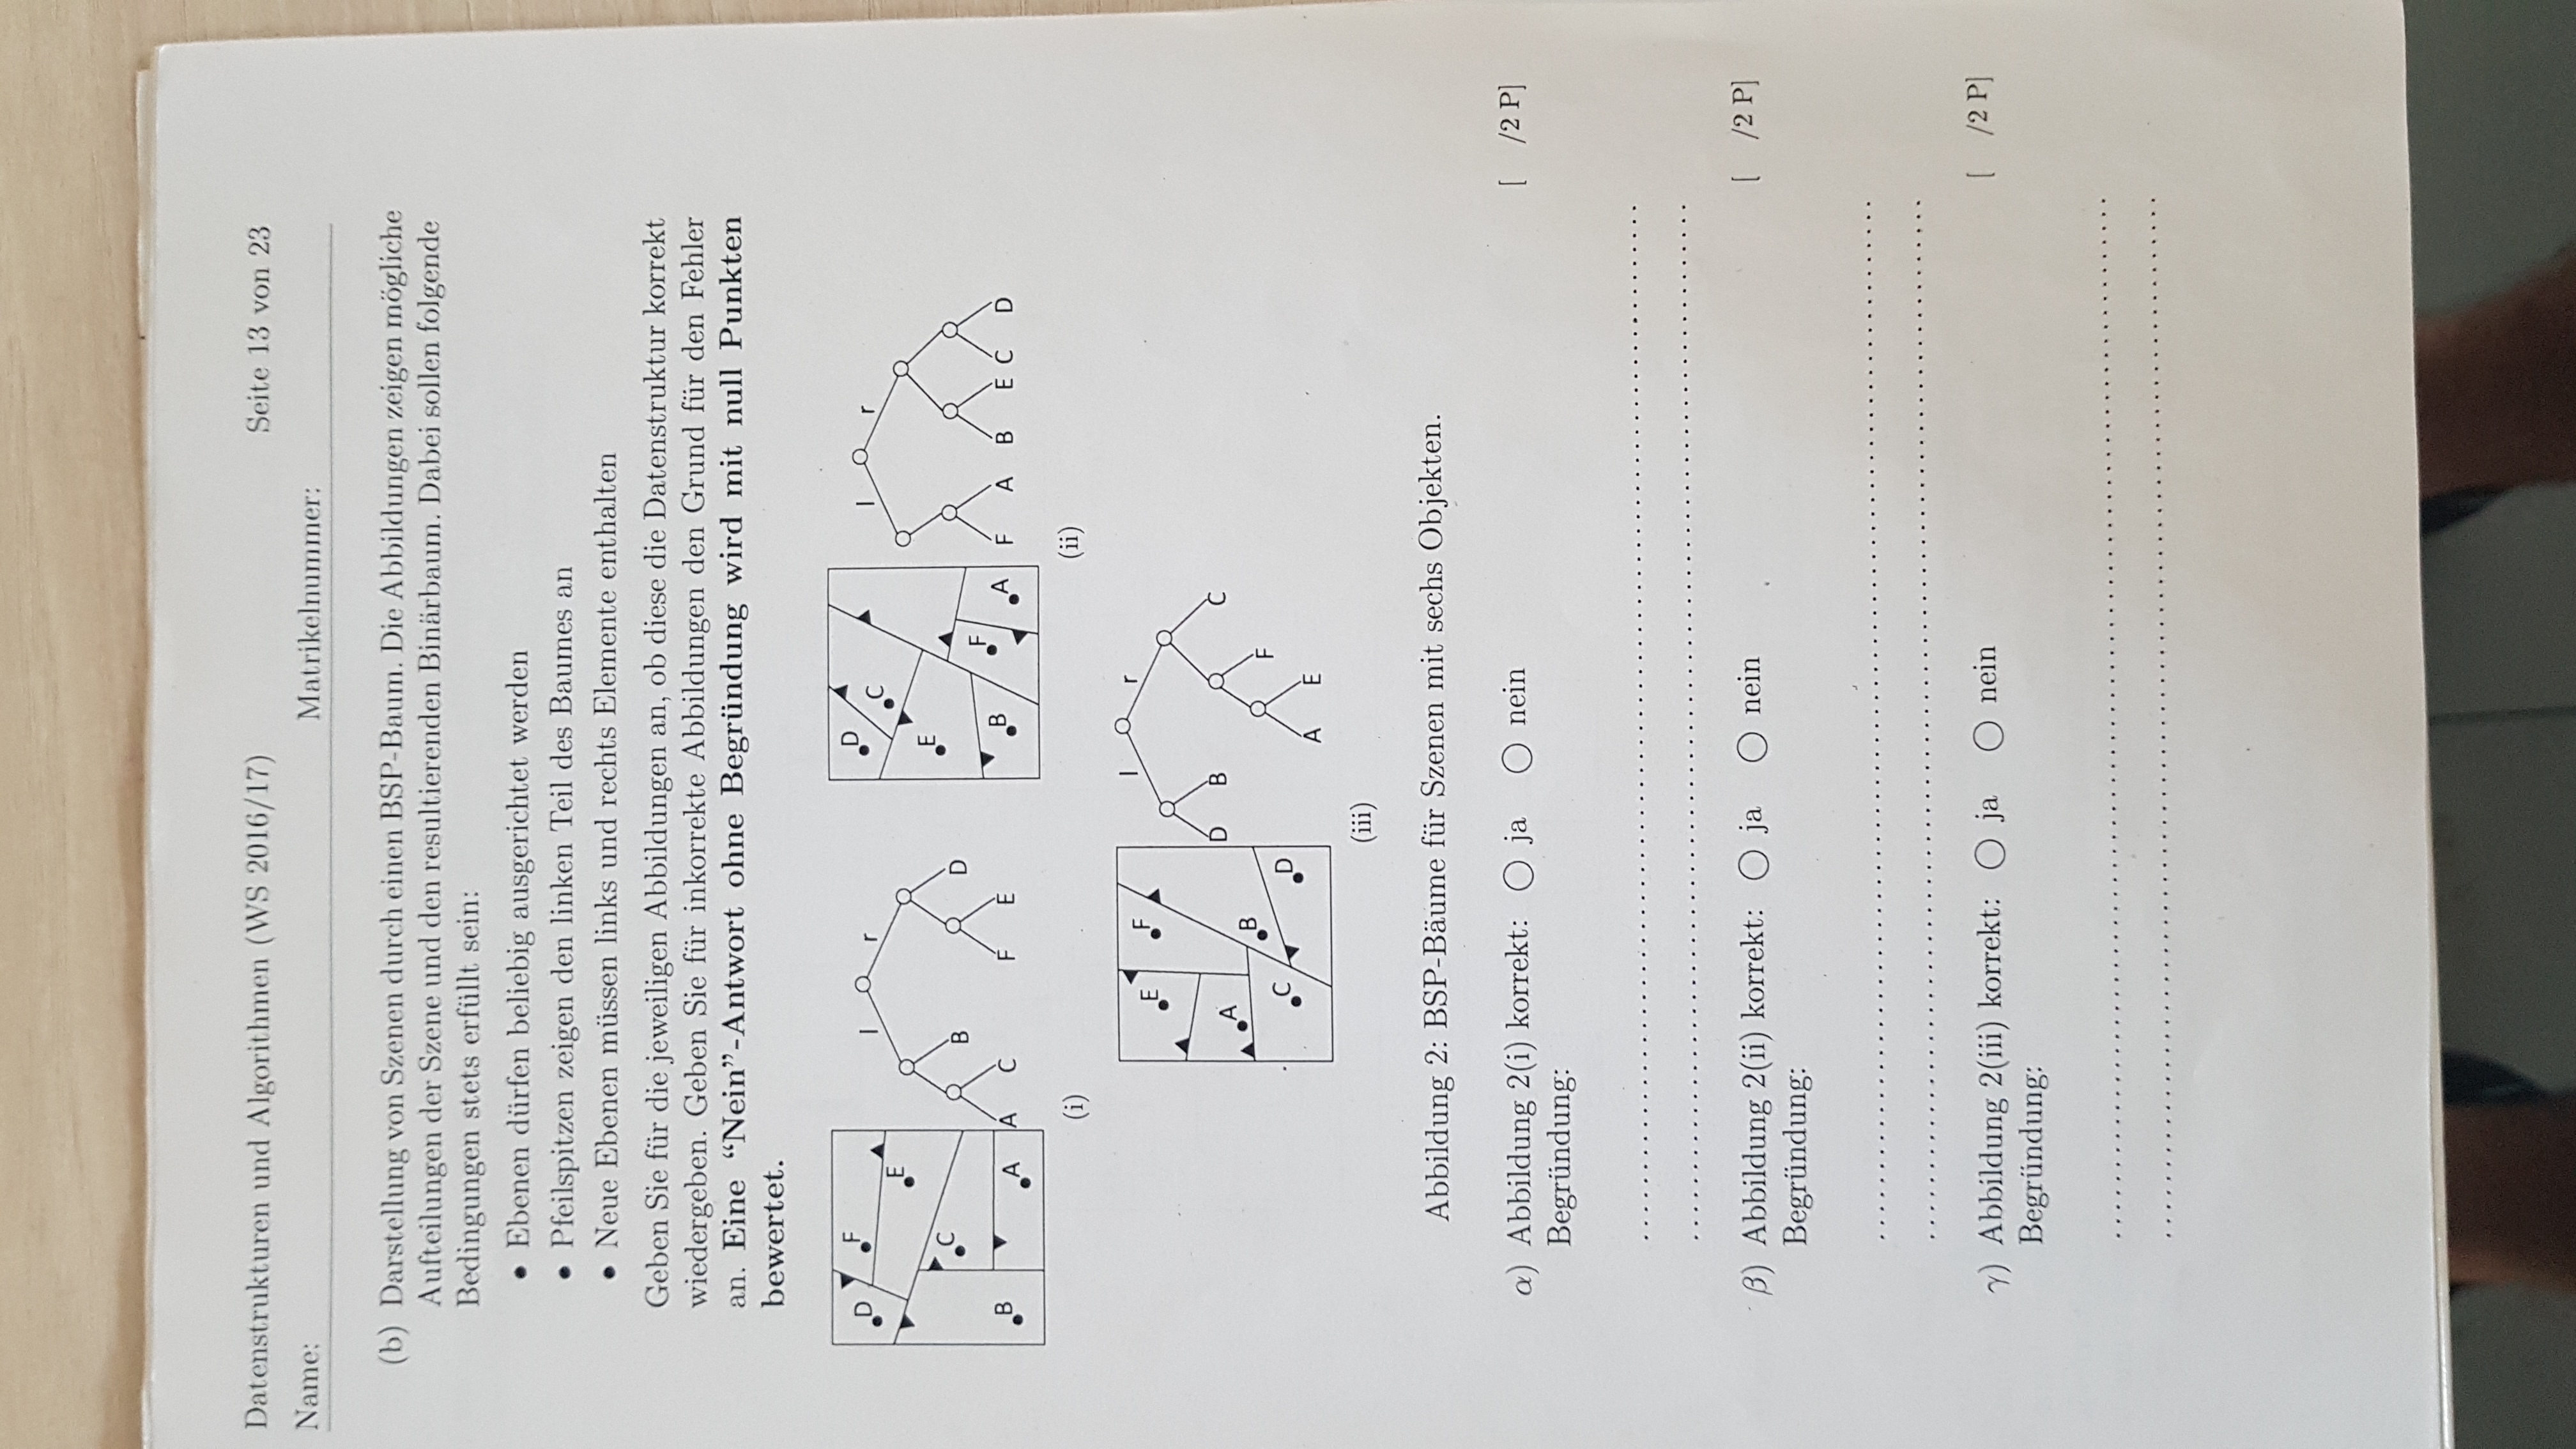 Datenstrukturen und Algorithmen (WS 2016/17) Seite 13 von 23
Name: Matrikelnummer:
(b) Darstellung von Szenen durch einen BSP-Baum. Die Abbildungen zeigen mögliche
Aufteilungen der Szene und den resultierenden Binärbaum. Dabei sollen folgende
Bedingungen stets erfüllt sein:
• Ebenen dürfen beliebig ausgerichtet werden
• Pfeilspitzen zeigen den linken Teil des Baumes an
• Neue Ebenen müssen links und rechts Elemente enthalten
Geben Sie für die jeweiligen Abbildungen an, ob diese die Datenstruktur korrekt
wiedergeben. Geben Sie für inkorrekte Abbildungen den Grund für den Fehler
an. Eine “Nein”-Antwort ohne Begründung wird mit null Punkten
bewertet.
D F E C B A
l r
B D
A C F E
(i)
D C E B F A
l r
F A B E C D
(ii)
E F A B C D
l r
D B C
F
A E
(iii)
Abbildung 2: BSP-Bäume für Szenen mit sechs Objekten.
α) Abbildung 2(i) korrekt: ○ ja ○ nein [ /2 P]
Begründung:
β) Abbildung 2(ii) korrekt: ○ ja ○ nein [ /2 P]
Begründung:
γ) Abbildung 2(iii) korrekt: ○ ja ○ nein [ /2 P]
Begründung: